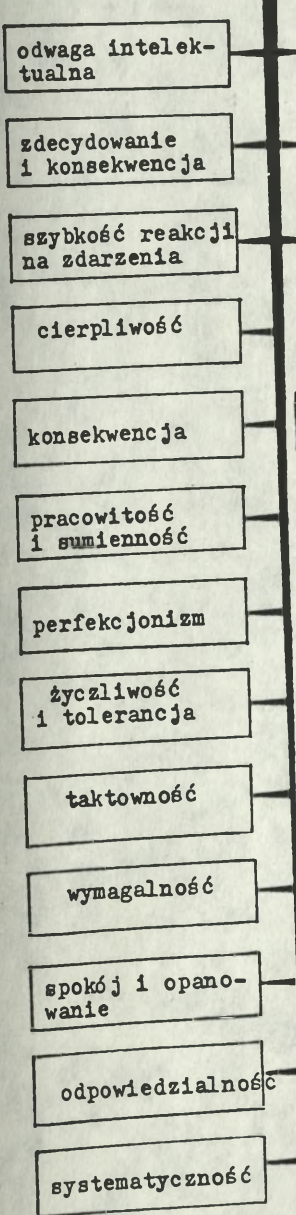 odwaga intelek-
tualna
zdecydowanie
i konsekwencja
szybkość reakcji
na zdarzenia
cierpliwość
konsekwencja
pracowitość
i sumienność
perfekcjonizm
życzliwość
i tolerancja
taktowność
wymagalność
spokój i opano-
wanie
odpowiedzialność
systematyczność